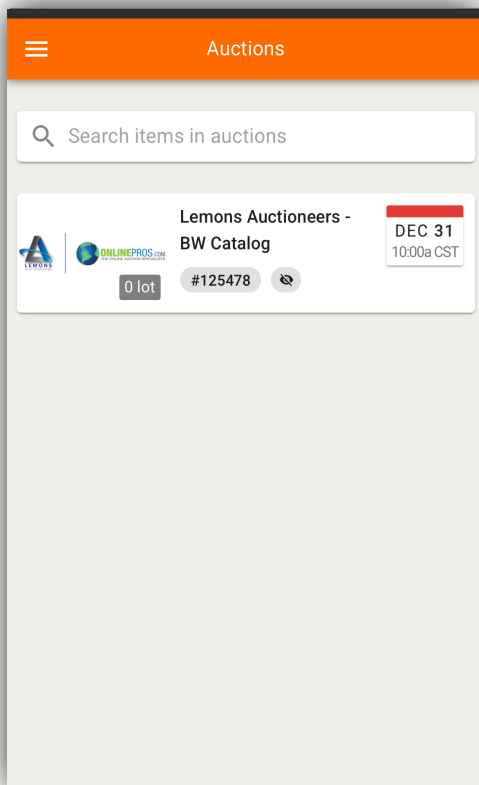 Auctions
Search items in auctions
LEMONS
ONLINEPROS.COM
0 lot
Lemons Auctioneers -
BW Catalog
#125478
DEC 31
10:00a CST